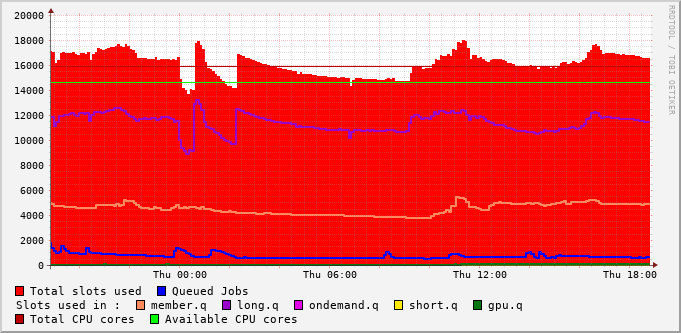 18000
16000
14000
12000
10000
8000
6000
4000
2000
0
Thu 00:00 Thu 06:00 Thu 12:00 Thu 18:00
Total slots used Queued Jobs
Slots used in : member.q long.q ondemand.q short.q gpu.q
Total CPU cores Available CPU cores
RRDTOOL / TOBI OETIKER
20000